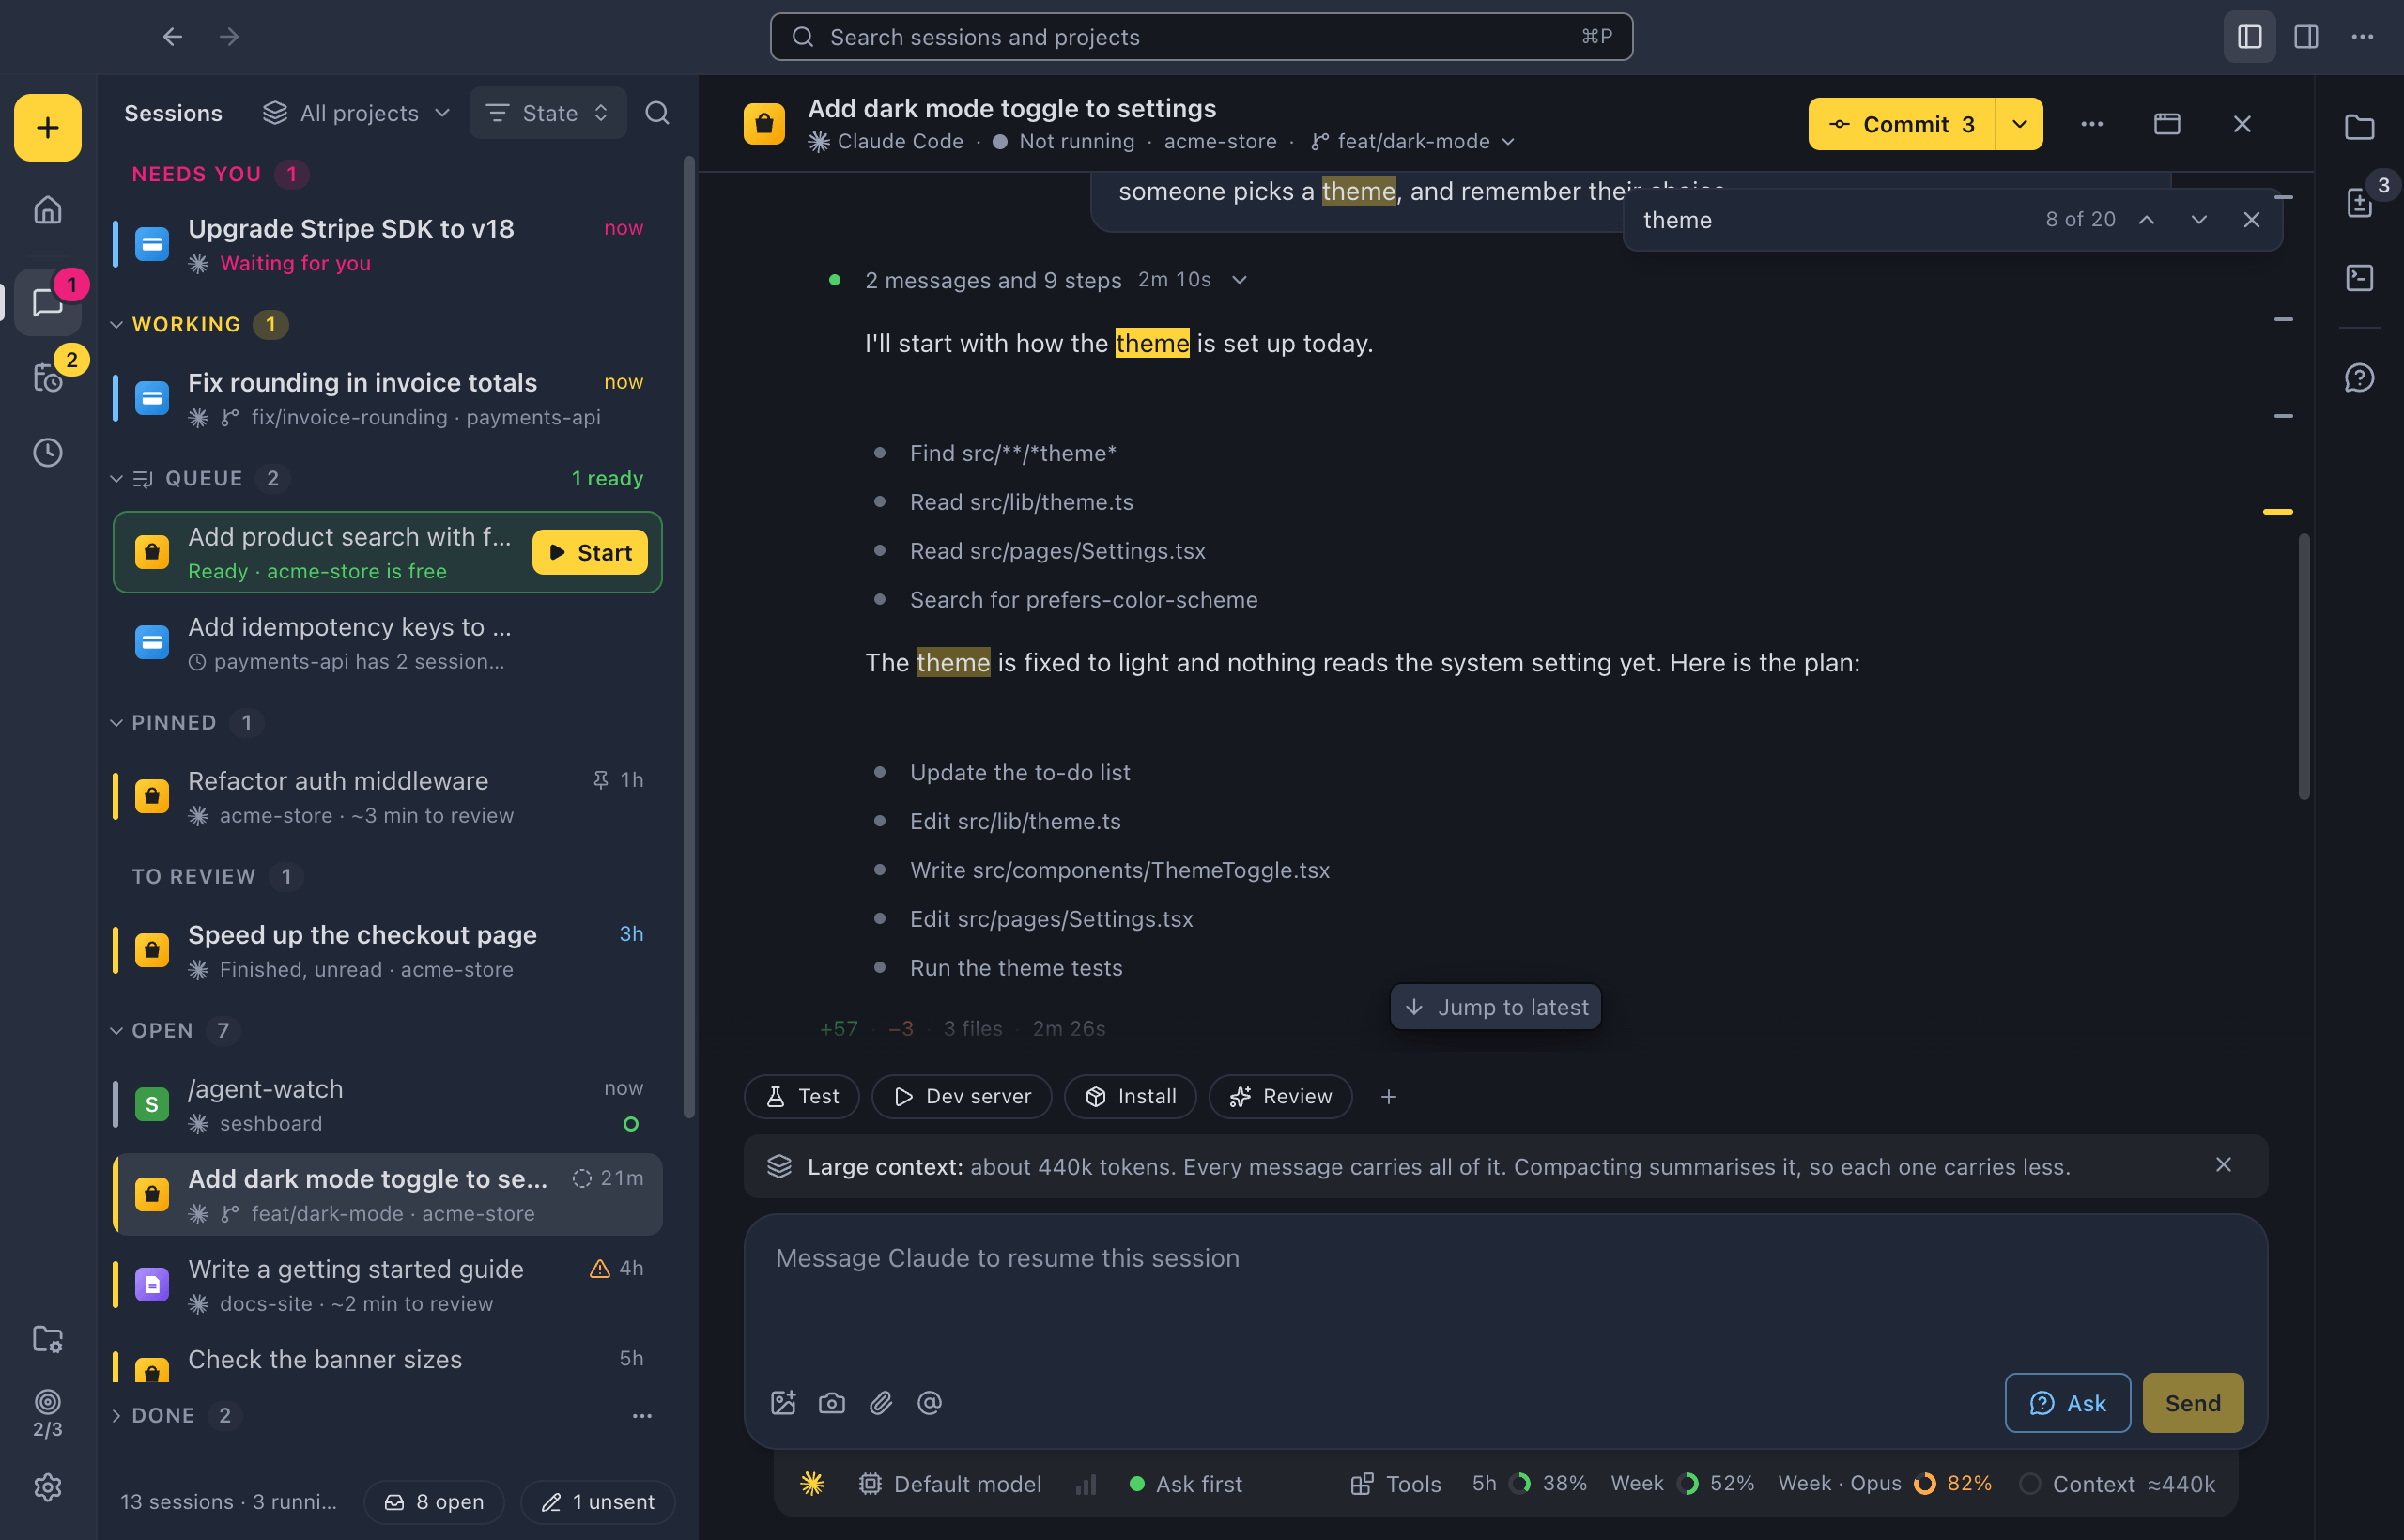 Search sessions and projects ⌘P
Sessions All projects State
NEEDS YOU 1
Upgrade Stripe SDK to v18 now
Waiting for you
WORKING 1
Fix rounding in invoice totals now
fix/invoice-rounding · payments-api
QUEUE 2 1 ready
Add product search with f...
Ready · acme-store is free
Start
Add idempotency keys to ...
payments-api has 2 session...
PINNED 1
Refactor auth middleware 1h
acme-store · ~3 min to review
TO REVIEW 1
Speed up the checkout page 3h
Finished, unread · acme-store
OPEN 7
/agent-watch now
S
seshboard
Add dark mode toggle to se... 21m
feat/dark-mode · acme-store
Write a getting started guide 4h
docs-site · ~2 min to review
Check the banner sizes 5h
DONE 2
13 sessions · 3 runni... 8 open 1 unsent
1
2
2/3
Add dark mode toggle to settings
Claude Code · Not running · acme-store · feat/dark-mode
Commit 3
someone picks a theme, and remember their choice
theme 8 of 20
2 messages and 9 steps 2m 10s
I'll start with how the theme is set up today.
Find src/**/*theme*
Read src/lib/theme.ts
Read src/pages/Settings.tsx
Search for prefers-color-scheme
The theme is fixed to light and nothing reads the system setting yet. Here is the plan:
Update the to-do list
Edit src/lib/theme.ts
Write src/components/ThemeToggle.tsx
Edit src/pages/Settings.tsx
Run the theme tests
+57 · −3 · 3 files · 2m 26s
Jump to latest
Test Dev server Install Review
Large context: about 440k tokens. Every message carries all of it. Compacting summarises it, so each one carries less.
Message Claude to resume this session
Ask Send
Default model Ask first Tools 5h 38% Week 52% Week · Opus 82% Context ≈440k
3